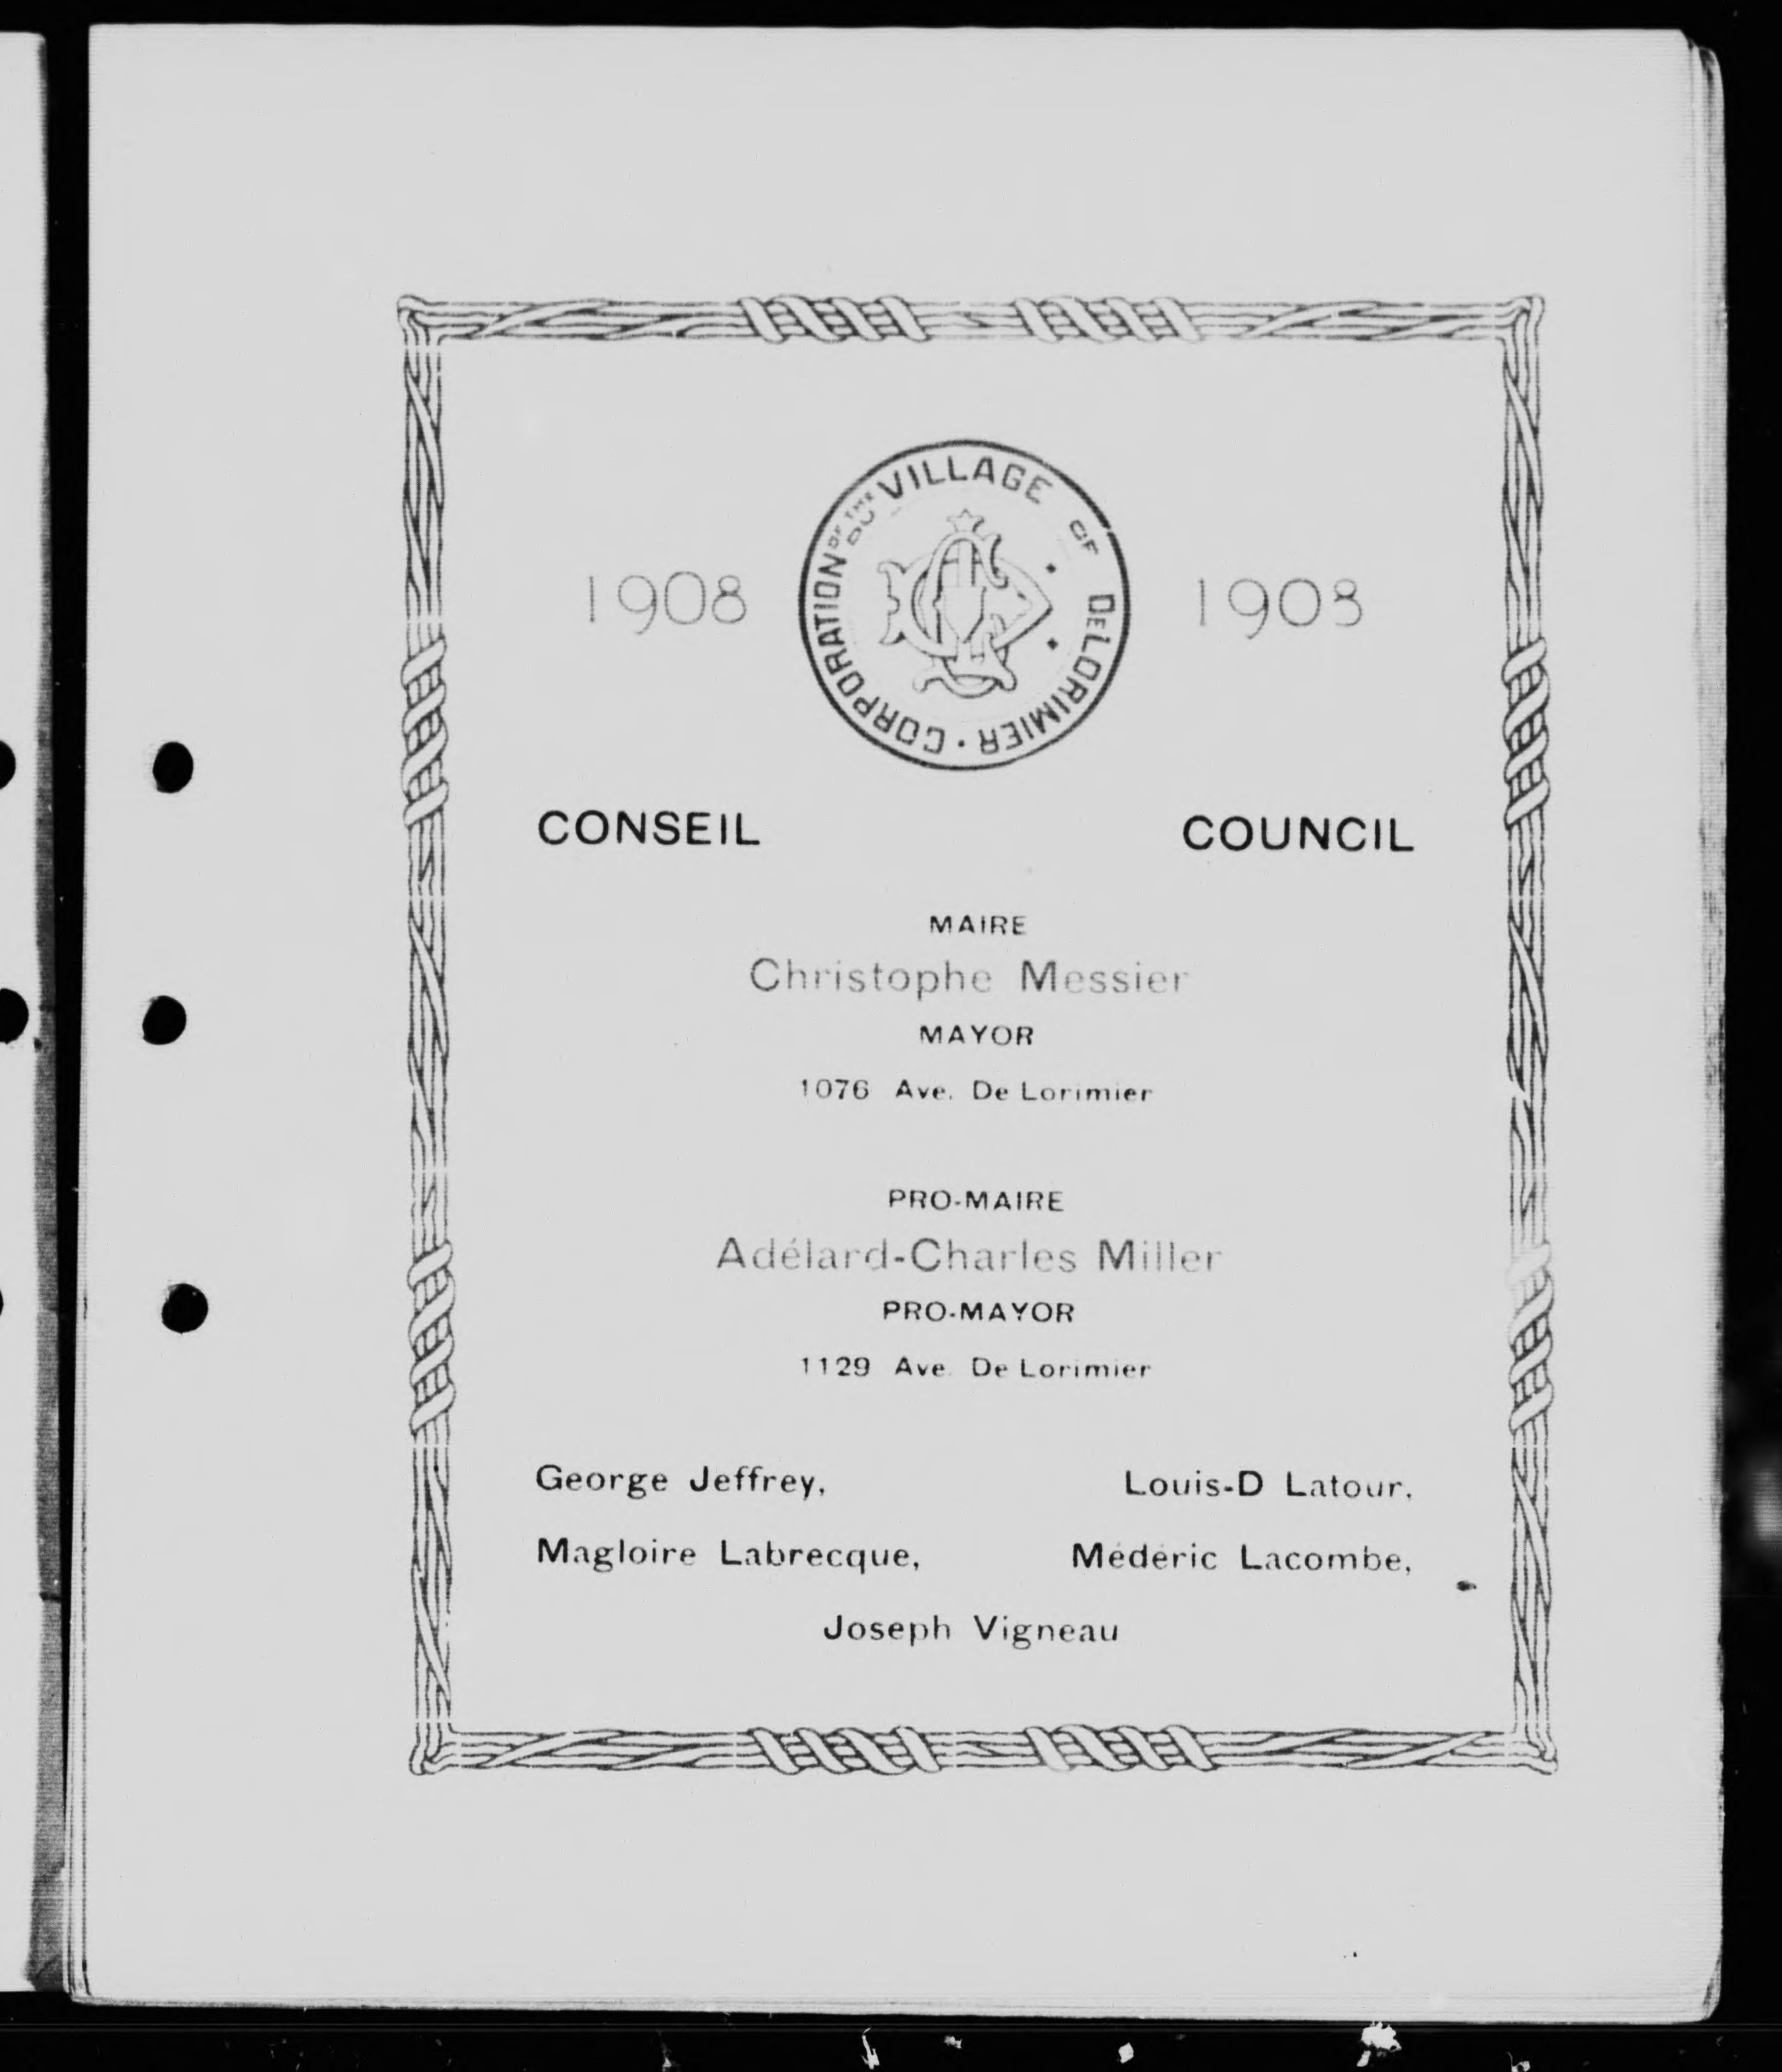 CORPORATION OF THE DU VILLAGE OF DELORIMIER
1908 1908
CONSEIL COUNCIL
MAIRE
Christophe Messier
MAYOR
1076 Ave. De Lorimier
PRO-MAIRE
Adélard-Charles Miller
PRO-MAYOR
1129 Ave. De Lorimier
George Jeffrey, Louis-D Latour,
Magloire Labrecque, Médéric Lacombe,
Joseph Vigneau